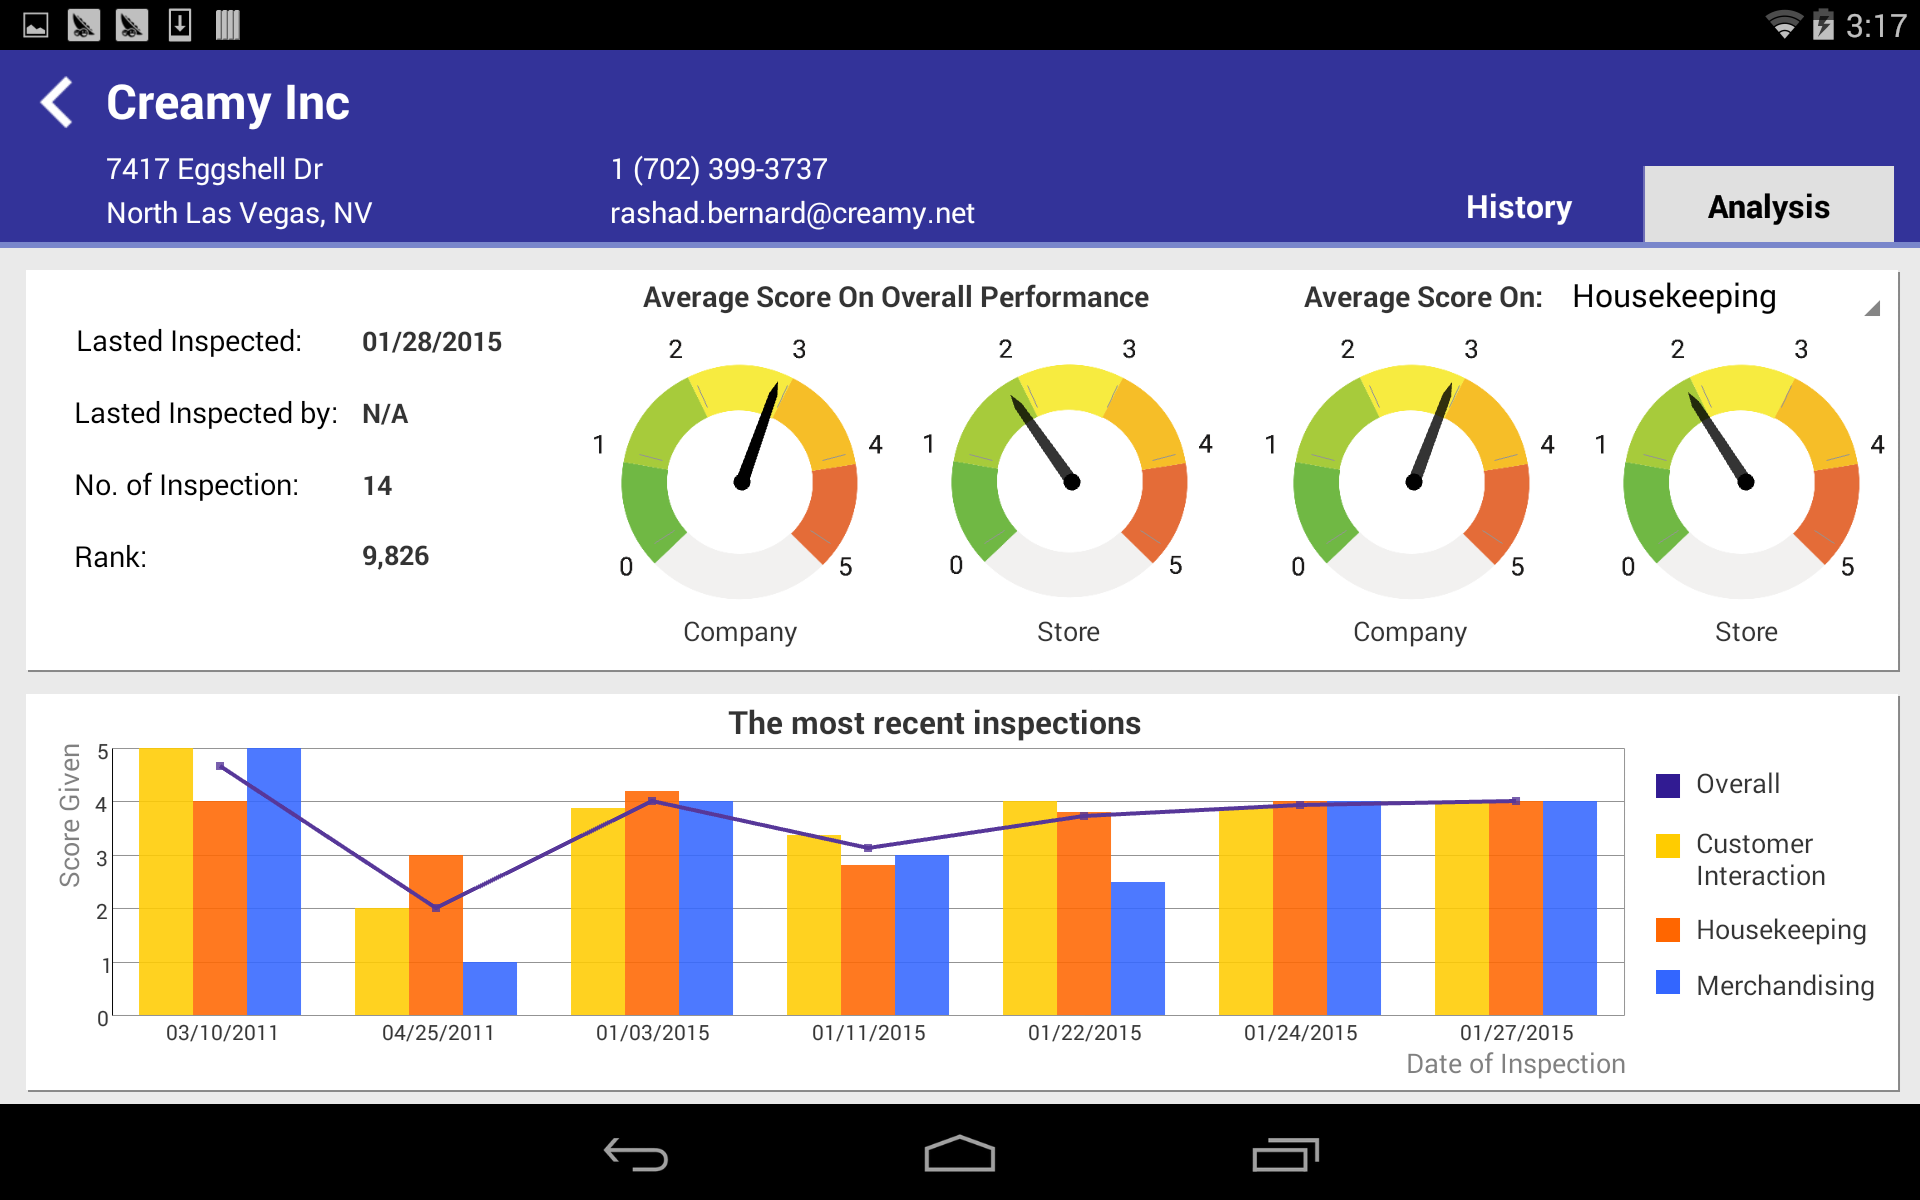 3:17
Creamy Inc
7417 Eggshell Dr
North Las Vegas, NV
1 (702) 399-3737
rashad.bernard@creamy.net
History
Analysis
Lasted Inspected: 01/28/2015
Lasted Inspected by: N/A
No. of Inspection: 14
Rank: 9,826
Average Score On Overall Performance
0 1 2 3 4 5
Company
0 1 2 3 4 5
Store
Average Score On: Housekeeping
0 1 2 3 4 5
Company
0 1 2 3 4 5
Store
The most recent inspections
Score Given
5
4
3
2
1
0
03/10/2011 04/25/2011 01/03/2015 01/11/2015 01/22/2015 01/24/2015 01/27/2015
Date of Inspection
Overall
Customer
Interaction
Housekeeping
Merchandising